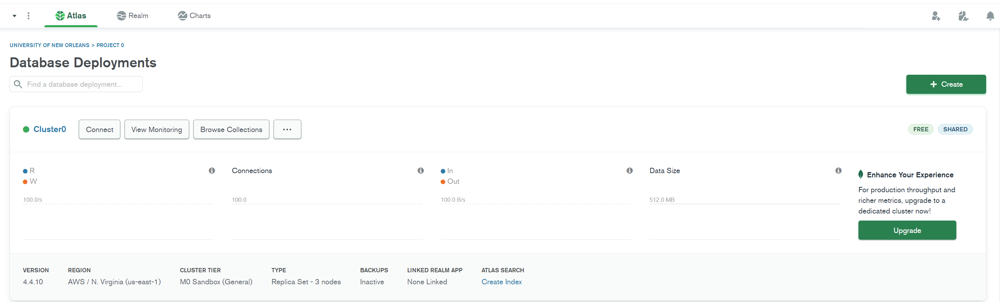 Atlas Realm Charts
UNIVERSITY OF NEW ORLEANS > PROJECT 0
Database Deployments
Find a database deployment...
+ Create
Cluster0 Connect View Monitoring Browse Collections ...
FREE SHARED
R
W
100.0/s
Connections
100.0
In
Out
100.0 B/s
Data Size
512.0 MB
Enhance Your Experience
For production throughput and
richer metrics, upgrade to a
dedicated cluster now!
Upgrade
VERSION REGION CLUSTER TIER TYPE BACKUPS LINKED REALM APP ATLAS SEARCH
4.4.10 AWS / N. Virginia (us-east-1) M0 Sandbox (General) Replica Set - 3 nodes Inactive None Linked Create Index